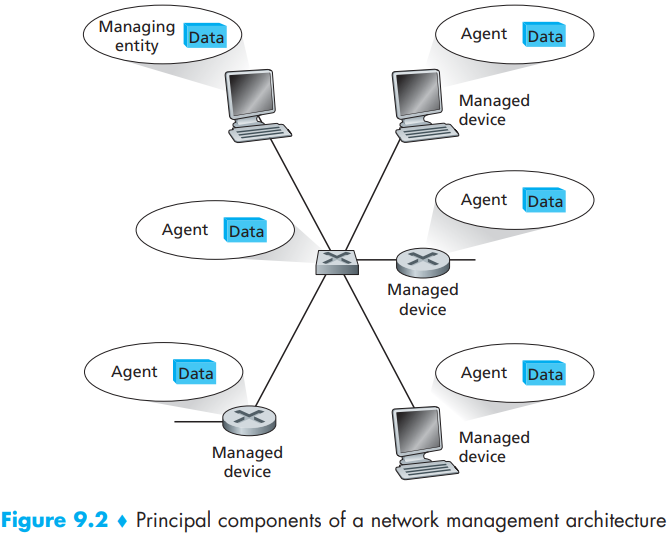 Managing
entity
Data
Agent
Data
Managed
device
Agent
Data
Agent
Data
Managed
device
Agent
Data
Agent
Data
Managed
device
Managed
device
Figure 9.2 ♦ Principal components of a network management architecture